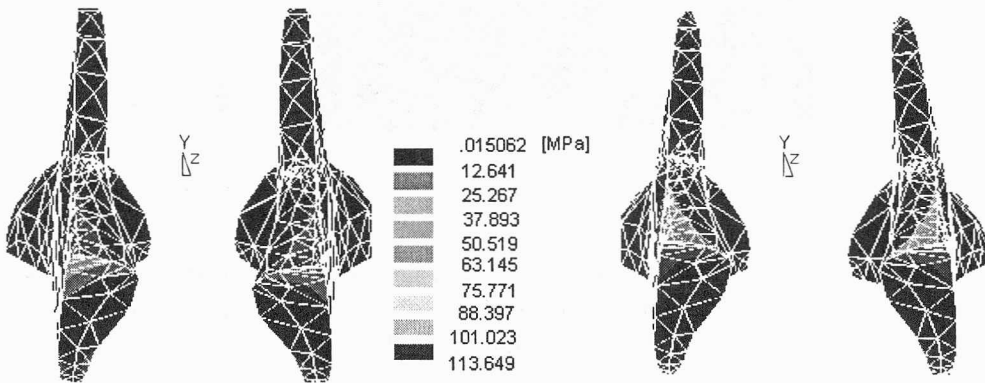 Y
Z
.015062 [MPa]
12.641
25.267
37.893
50.519
63.145
75.771
88.397
101.023
113.649
Y
Z